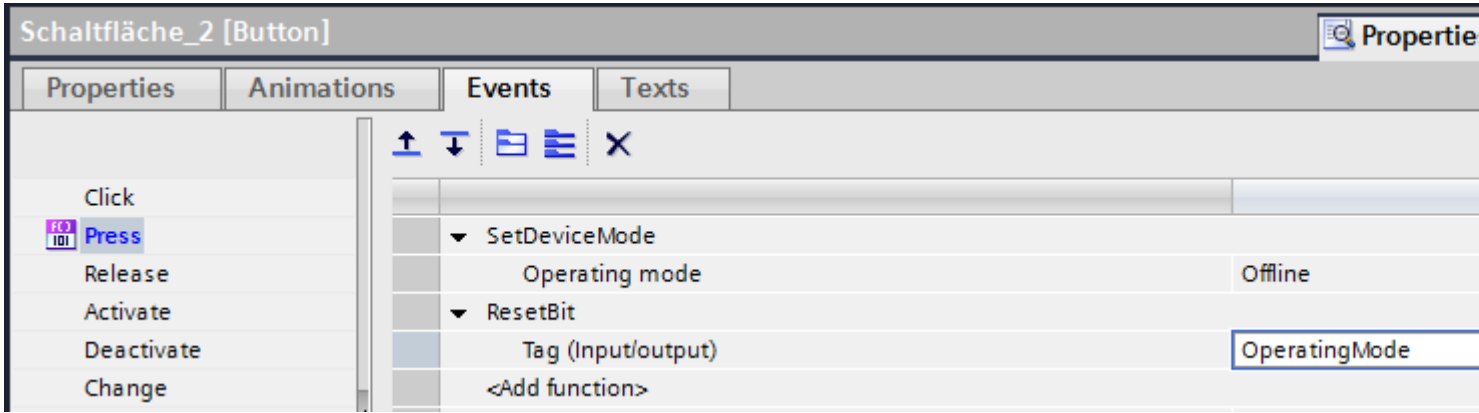 Schaltfläche_2 [Button]
Propertie
Properties Animations Events Texts
Click
Press
SetDeviceMode
Release
Operating mode Offline
Activate
ResetBit
Deactivate
Tag (Input/output) OperatingMode
Change
<Add function>